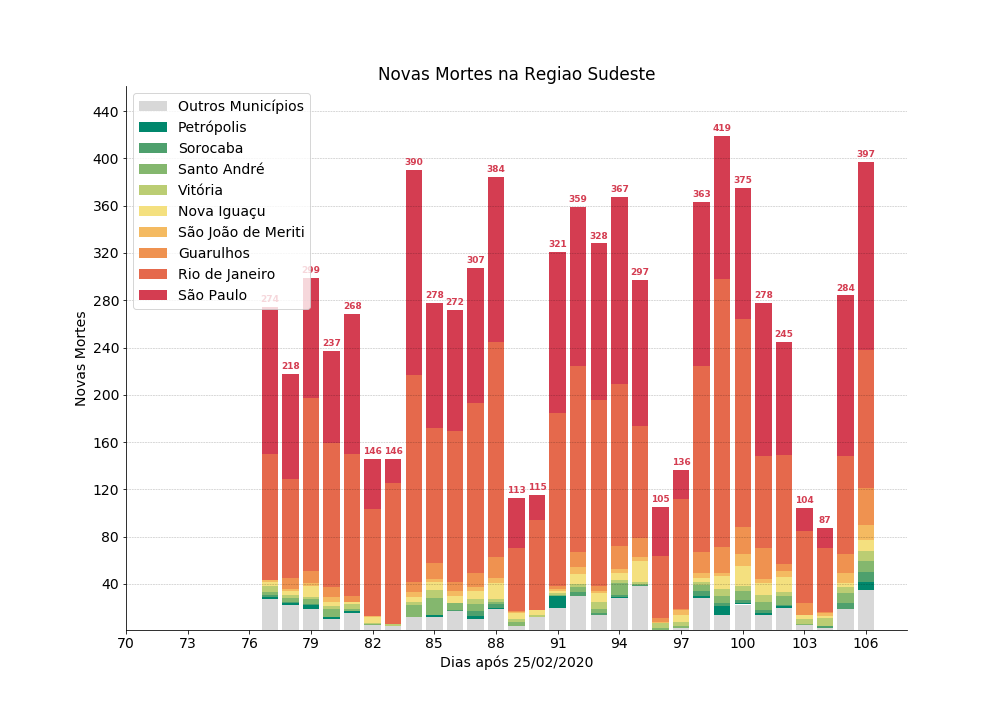 Novas Mortes na Regiao Sudeste
Outros Municípios
Petrópolis
Sorocaba
Santo André
Vitória
Nova Iguaçu
São João de Meriti
Guarulhos
Rio de Janeiro
São Paulo
Novas Mortes
440
400
360
320
280
240
200
160
120
80
40
274
218
299
237
268
146
146
390
278
272
307
384
113
115
321
359
328
367
297
105
136
363
419
375
278
245
104
87
284
397
70 73 76 79 82 85 88 91 94 97 100 103 106
Dias após 25/02/2020